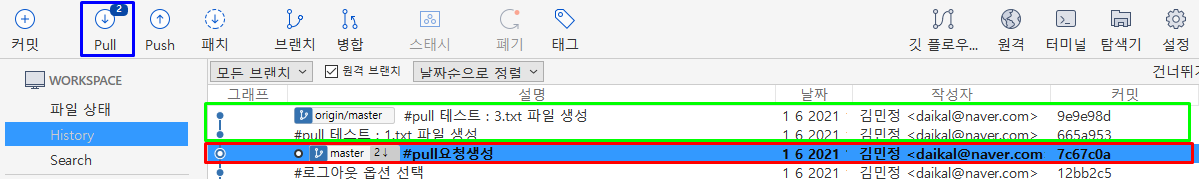 2
커밋 Pull Push 패치 브랜치 병합 스태시 폐기 태그 깃 플로우... 원격 터미널 탐색기 설정
WORKSPACE 모든 브랜치 원격 브랜치 날짜순으로 정렬 건너뛰기
그래프 설명 날짜 작성자 커밋
파일 상태 origin/master #pull 테스트 : 3.txt 파일 생성 1 6 2021 김민정 <daikal@naver.com> 9e9e98d
History #pull 테스트 : 1.txt 파일 생성 1 6 2021 김민정 <daikal@naver.com> 665a953
Search master 2↓ #pull요청생성 1 6 2021 김민정 <daikal@naver.com 7c67c0a
#로그아웃 옵션 선택 1 6 2021 김민정 <daikal@naver.com> 12bb2c5